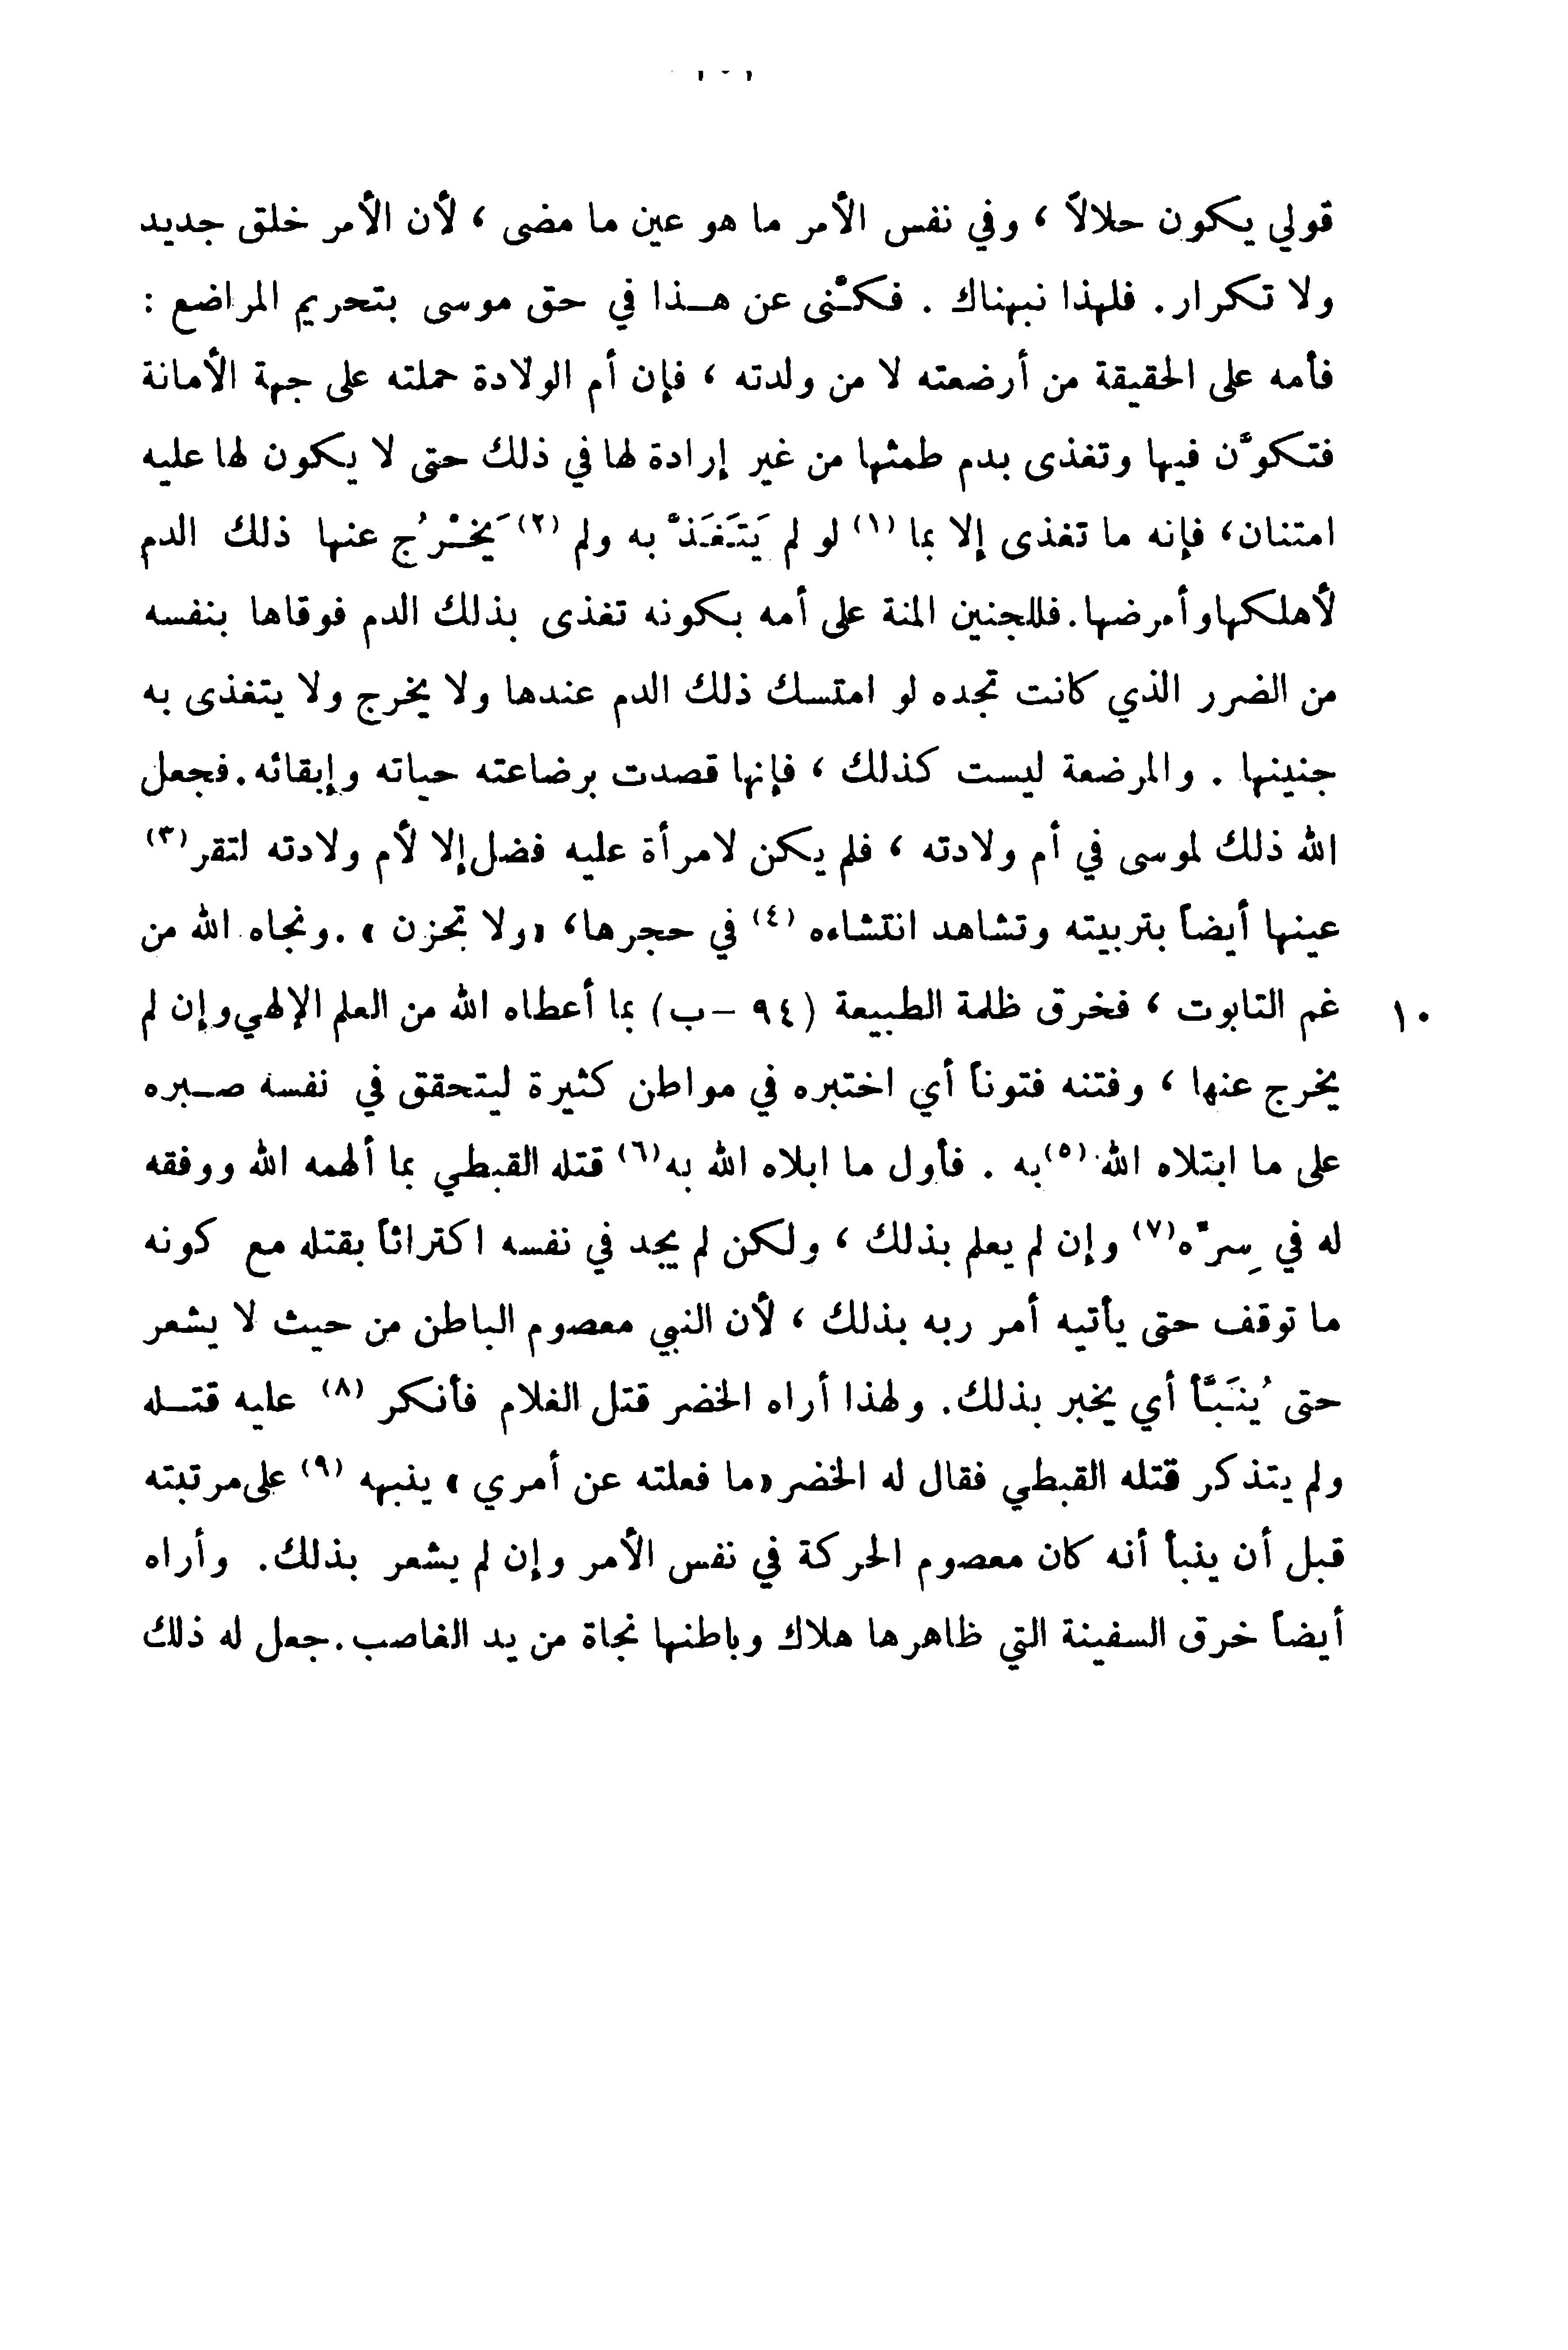 قولي يكون حلالاً ، وفي نفس الأمر ما هو عين ما مضى ، لأن الأمر خلق جديد
ولا تكرار . فلهذا نبهناك . فكنَّى عن هـذا في حق موسى بتحريم المراضع :
فأمه على الحقيقة من أرضعته لا من ولدته ، فإن أم الولادة حملته على جهة الأمانة
فتكوَّن فيها وتغذى بدم طمثها من غير إرادة لها في ذلك حتى لا يكون لها عليه
امتنان، فإنه ما تغذى إلا بما (١) لو لم يَتَغَذَّ به ولم (٢) يَخْرُج عنها ذلك الدم
لأهلكها وأمرضها . فللجنين المنة على أمه بكونه تغذى بذلك الدم فوقاها بنفسه
من الضرر الذي كانت تجده لو امتسك ذلك الدم عندها ولا يخرج ولا يتغذى به
جنينها . والمرضعة ليست كذلك ، فإنها قصدت برضاعته حياته وإبقائه . فجعل
الله ذلك لموسى في أم ولادته ، فلم يكن لامرأة عليه فضل إلا لأم ولادته لتقر (٣)
عينها أيضاً بتربيته وتشاهد انتشاءه (٤) في حجرها، «ولا تحزن» . ونجاه الله من
١٠ غم التابوت ، فخرق ظلمة الطبيعة (٩٤ – ب) بما أعطاه الله من العلم الإلهي وإن لم
يخرج عنها ، وفتنه فتوناً أي اختبره في مواطن كثيرة ليتحقق في نفسه صـبره
على ما ابتلاه الله (٥) به . فأول ما ابلاه الله به (٦) قتله القبطي بما ألهمه الله ووفقه
له في سِرِّه (٧) وإن لم يعلم بذلك ، ولكن لم يجد في نفسه اكتراثاً بقتله مع كونه
ما توقف حتى يأتيه أمر ربه بذلك ، لأن النبي معصوم الباطن من حيث لا يشعر
حتى يُنَبَّأ أي يخبر بذلك . ولهذا أراه الخضر قتل الغلام فأنكر (٨) عليه قتـله
ولم يتذكر قتله القبطي فقال له الخضر «ما فعلته عن أمري» ينبهه (٩) على مرتبته
قبل أن ينبأ أنه كان معصوم الحركة في نفس الأمر وإن لم يشعر بذلك . وأراه
أيضاً خرق السفينة التي ظاهرها هلاك وباطنها نجاة من يد الغاصب . جعل له ذلك